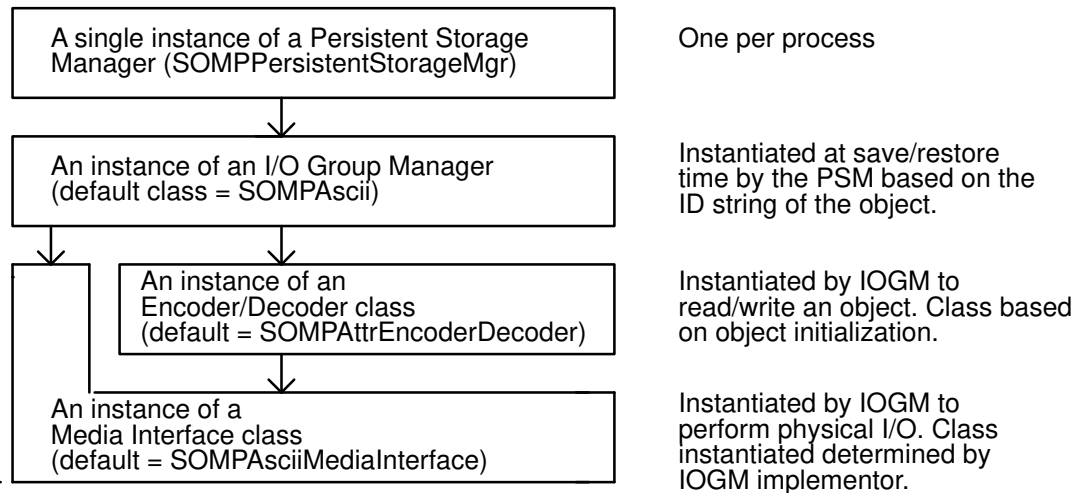 A single instance of a Persistent Storage
Manager (SOMPPersistentStorageMgr)
One per process
An instance of an I/O Group Manager
(default class = SOMPAscii)
Instantiated at save/restore
time by the PSM based on the
ID string of the object.
An instance of an
Encoder/Decoder class
(default = SOMPAttrEncoderDecoder)
Instantiated by IOGM to
read/write an object. Class based
on object initialization.
An instance of a
Media Interface class
(default = SOMPAsciiMediaInterface)
Instantiated by IOGM to
perform physical I/O. Class
instantiated determined by
IOGM implementor.